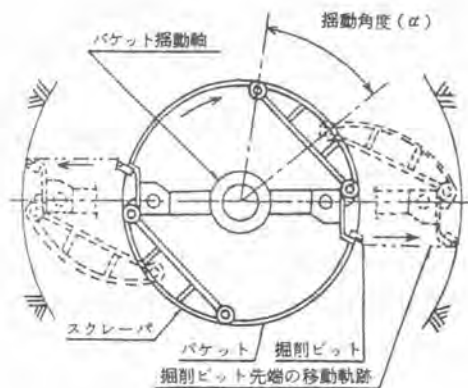 揺動角度(α)
バケット揺動軸
スクレーパ
バケット
掘削ビット
掘削ビット先端の移動軌跡